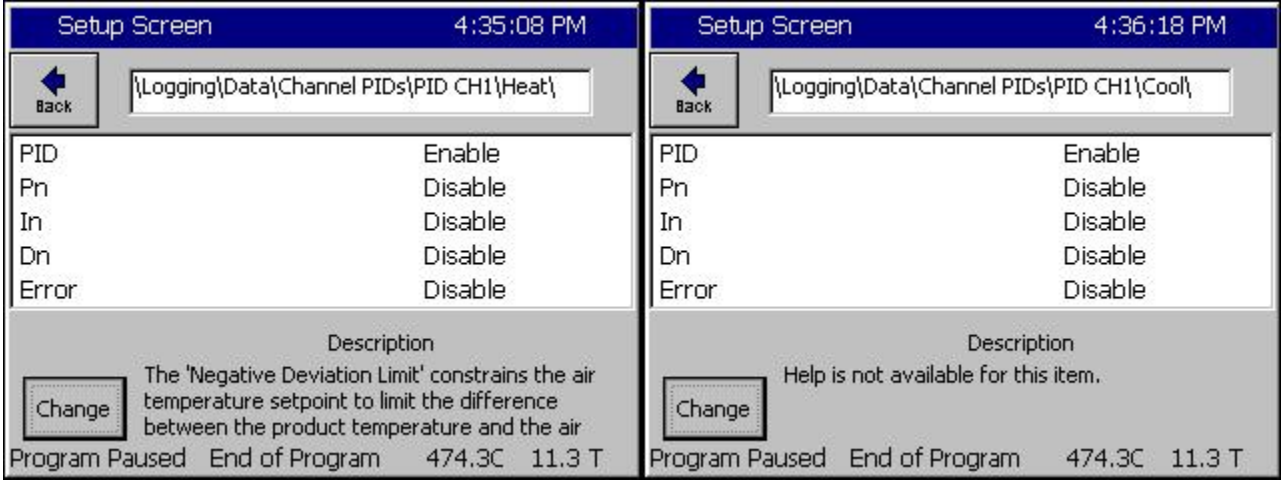 Setup Screen 4:35:08 PM
Back \Logging\Data\Channel PIDs\PID CH1\Heat\
PID Enable
Pn Disable
In Disable
Dn Disable
Error Disable
Description
The 'Negative Deviation Limit' constrains the air
temperature setpoint to limit the difference
between the product temperature and the air
Change
Program Paused End of Program 474.3C 11.3 T
Setup Screen 4:36:18 PM
Back \Logging\Data\Channel PIDs\PID CH1\Cool\
PID Enable
Pn Disable
In Disable
Dn Disable
Error Disable
Description
Help is not available for this item.
Change
Program Paused End of Program 474.3C 11.3 T